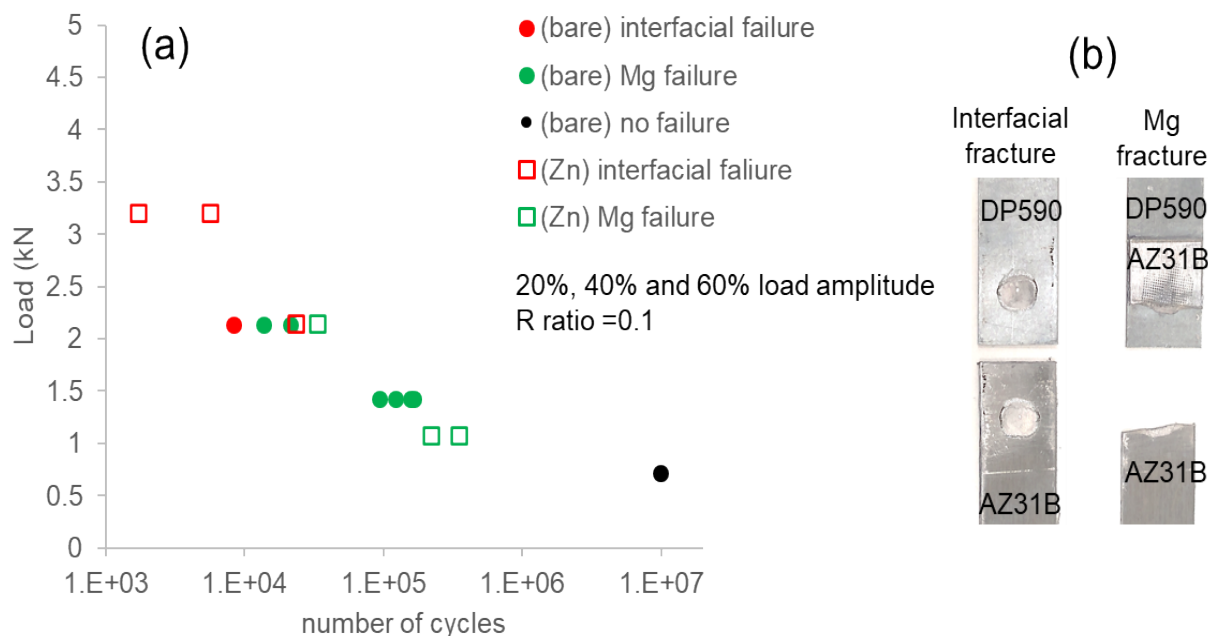 (a)
5
4.5
4
3.5
3
2.5
2
1.5
1
0.5
0
Load (kN
1.E+03
1.E+04
1.E+05
1.E+06
1.E+07
number of cycles
(bare) interfacial failure
(bare) Mg failure
(bare) no failure
(Zn) interfacial faliure
(Zn) Mg failure
20%, 40% and 60% load amplitude
R ratio =0.1
(b)
Interfacial
fracture
Mg
fracture
DP590
DP590
AZ31B
AZ31B
AZ31B